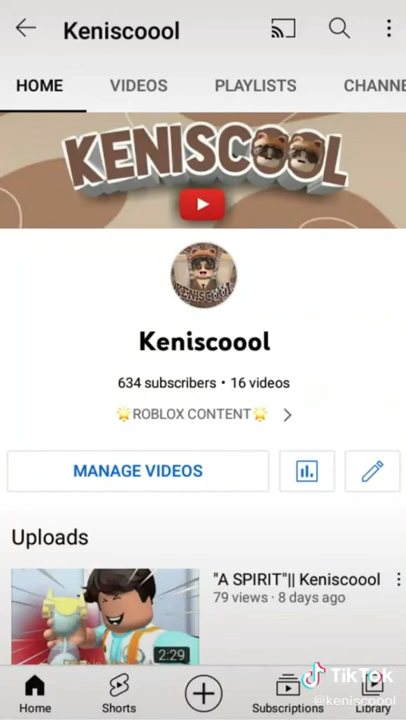 Keniscoool
HOME VIDEOS PLAYLISTS CHANNE
KENISCOOL
KENISCOOL
Keniscoool
634 subscribers • 16 videos
🌟ROBLOX CONTENT🌟
MANAGE VIDEOS
Uploads
"A SPIRIT"|| Keniscoool
79 views · 8 days ago
2:29
TikTok
@keniscoool
Home Shorts Subscriptions Library